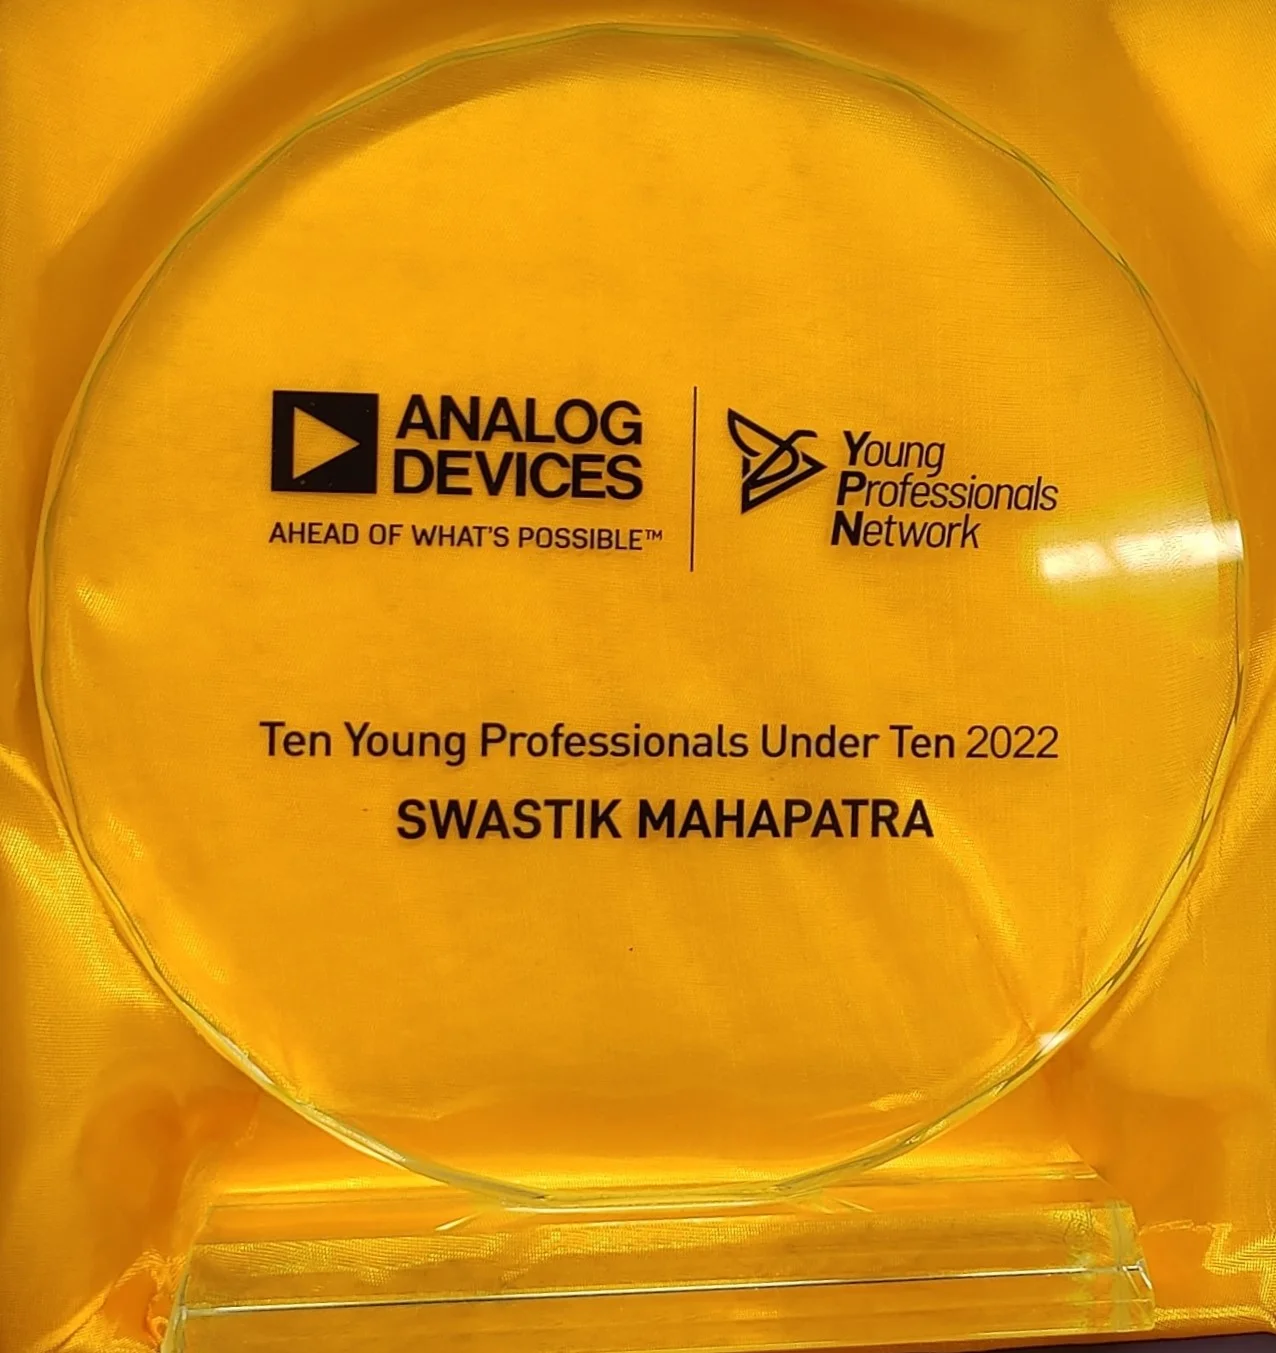 ANALOG
DEVICES
AHEAD OF WHAT'S POSSIBLE™
Young
Professionals
Network
Ten Young Professionals Under Ten 2022
SWASTIK MAHAPATRA